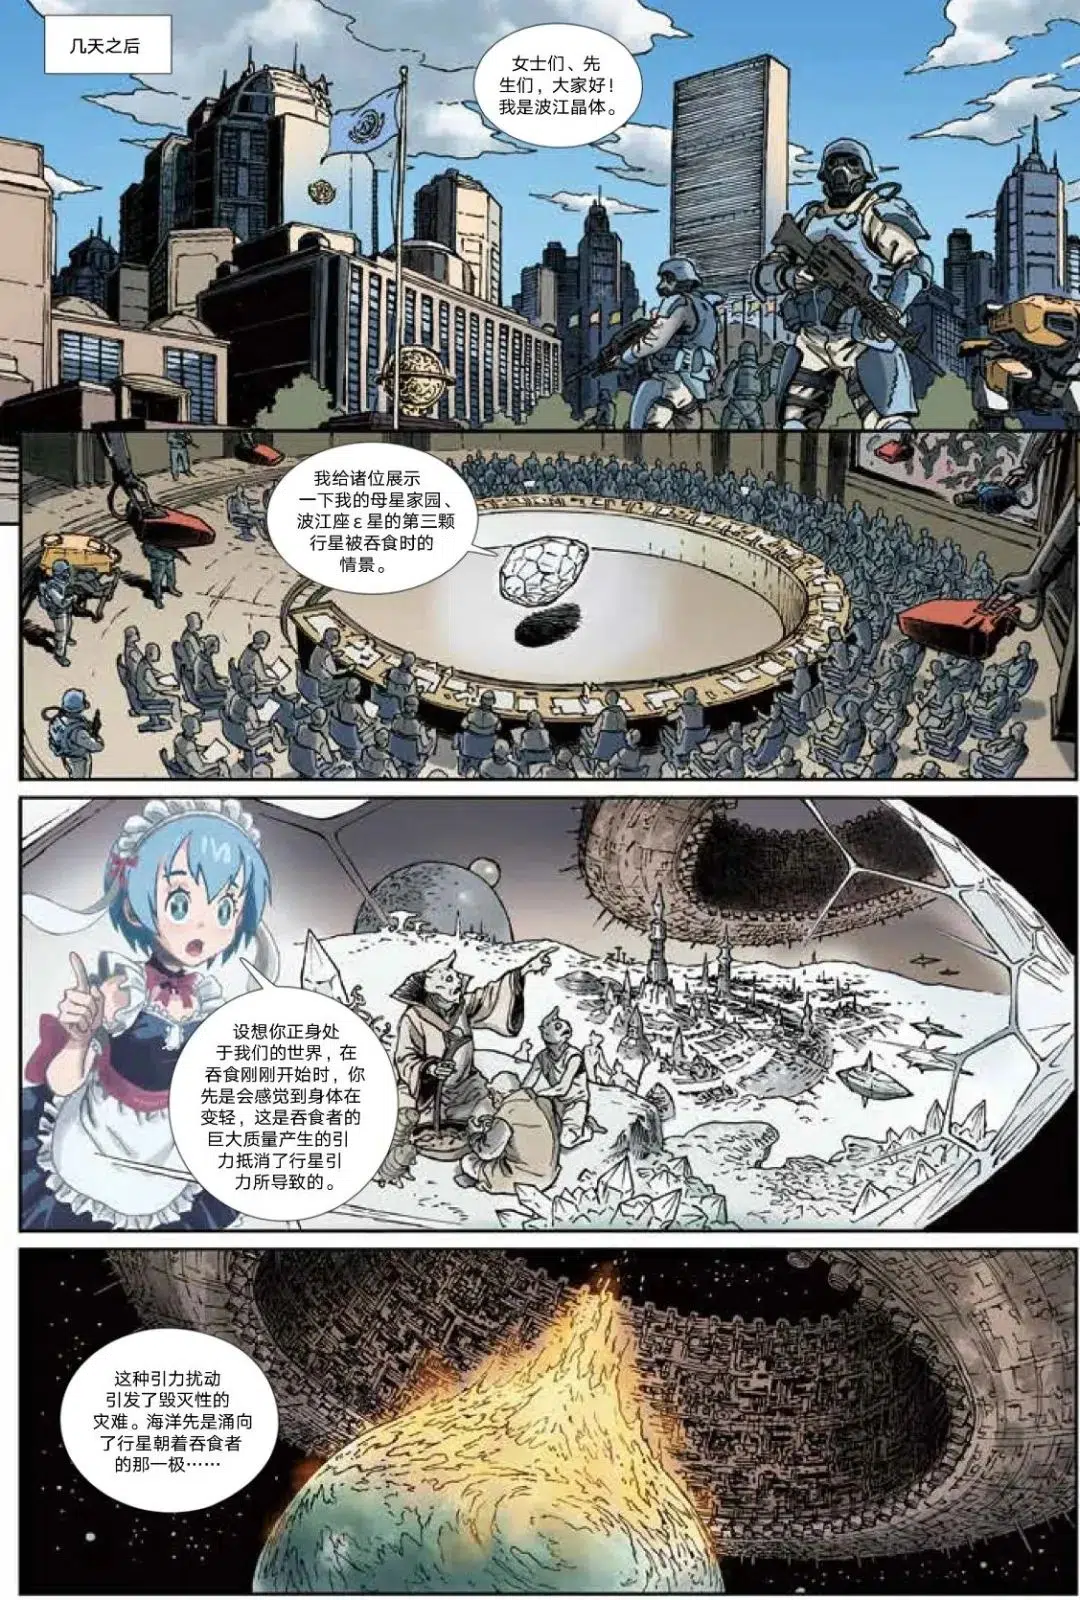 几天之后
女士们、先
生们，大家好！
我是波江晶体。
我给诸位展示
一下我的母星家园、
波江座ε星的第三颗
行星被吞食时的
情景。
设想你正身处
于我们的世界，在
吞食刚刚开始时，你
先是会感觉到身体在
变轻，这是吞食者的
巨大质量产生的引
力抵消了行星引
力所导致的。
这种引力扰动
引发了毁灭性的
灾难。海洋先是涌向
了行星朝着吞食者
的那一极……